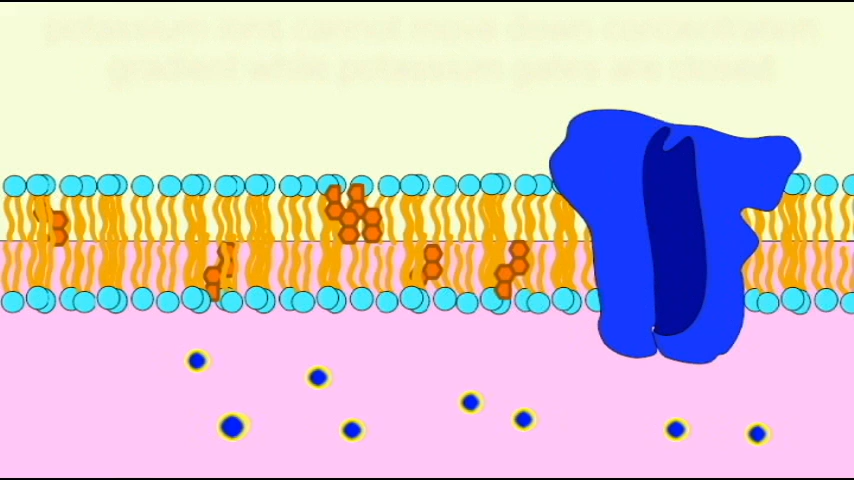 potassium ions cannot move down concentration
gradient while potassium gates are closed